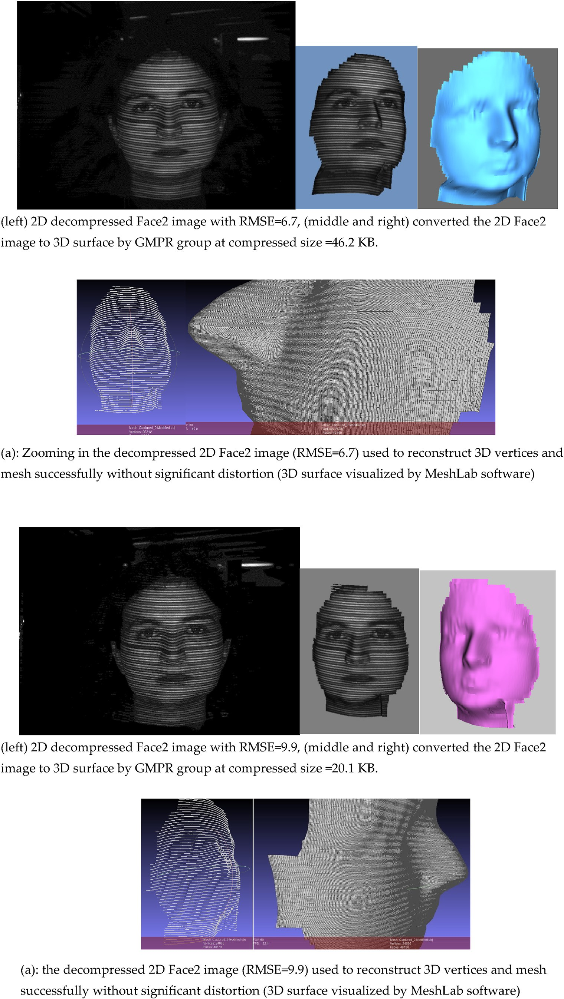 (left) 2D decompressed Face2 image with RMSE=6.7, (middle and right) converted the 2D Face2
image to 3D surface by GMPR group at compressed size =46.2 KB.
Mesh: Captured_0 Modified.obj
Vertices: 25312
V: 60
S: 40.0
Mesh: Captured_0 Modified.obj
Vertices: 25312
Faces: 49369
(a): Zooming in the decompressed 2D Face2 image (RMSE=6.7) used to reconstruct 3D vertices and
mesh successfully without significant distortion (3D surface visualized by MeshLab software)
(left) 2D decompressed Face2 image with RMSE=9.9, (middle and right) converted the 2D Face2
image to 3D surface by GMPR group at compressed size =20.1 KB.
Mesh: Captured_0 Modified.obj
Vertices: 24666
Faces: 48150
FOV: 60
FPS: 32.1
Mesh: Captured_0 Modified.obj
Vertices: 24666
Faces: 48150
(a): the decompressed 2D Face2 image (RMSE=9.9) used to reconstruct 3D vertices and mesh
successfully without significant distortion (3D surface visualized by MeshLab software)